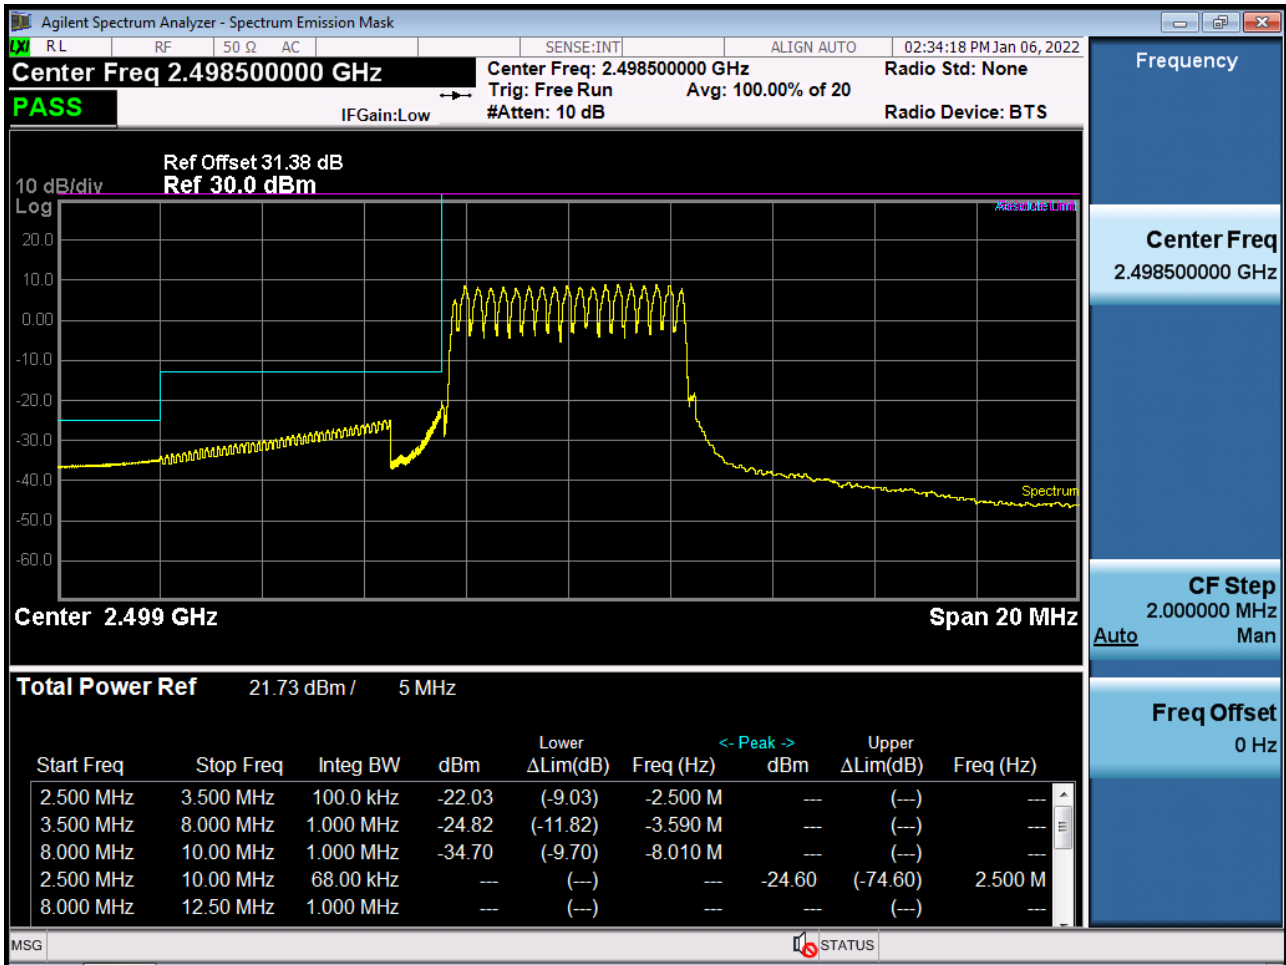 Agilent Spectrum Analyzer - Spectrum Emission Mask
LXI RL RF 50 Ω AC SENSE:INT ALIGN AUTO 02:34:18 PM Jan 06, 2022
Center Freq 2.498500000 GHz
Center Freq: 2.498500000 GHz Radio Std: None
Trig: Free Run Avg: 100.00% of 20
PASS
IFGain:Low #Atten: 10 dB Radio Device: BTS
Ref Offset 31.38 dB
10 dB/div Ref 30.0 dBm
Log
Absolute Limit
20.0
10.0
0.00
-10.0
-20.0
-30.0
-40.0
Spectrum
-50.0
-60.0
Center 2.499 GHz Span 20 MHz
Total Power Ref 21.73 dBm / 5 MHz
Lower <- Peak -> Upper
Start Freq Stop Freq Integ BW dBm ΔLim(dB) Freq (Hz) dBm ΔLim(dB) Freq (Hz)
2.500 MHz 3.500 MHz 100.0 kHz -22.03 (-9.03) -2.500 M --- (---) ---
3.500 MHz 8.000 MHz 1.000 MHz -24.82 (-11.82) -3.590 M --- (---) ---
8.000 MHz 10.00 MHz 1.000 MHz -34.70 (-9.70) -8.010 M --- (---) ---
2.500 MHz 10.00 MHz 68.00 kHz --- (---) --- -24.60 (-74.60) 2.500 M
8.000 MHz 12.50 MHz 1.000 MHz --- (---) --- --- (---) ---
MSG STATUS
Frequency
Center Freq
2.498500000 GHz
CF Step
2.000000 MHz
Auto Man
Freq Offset
0 Hz